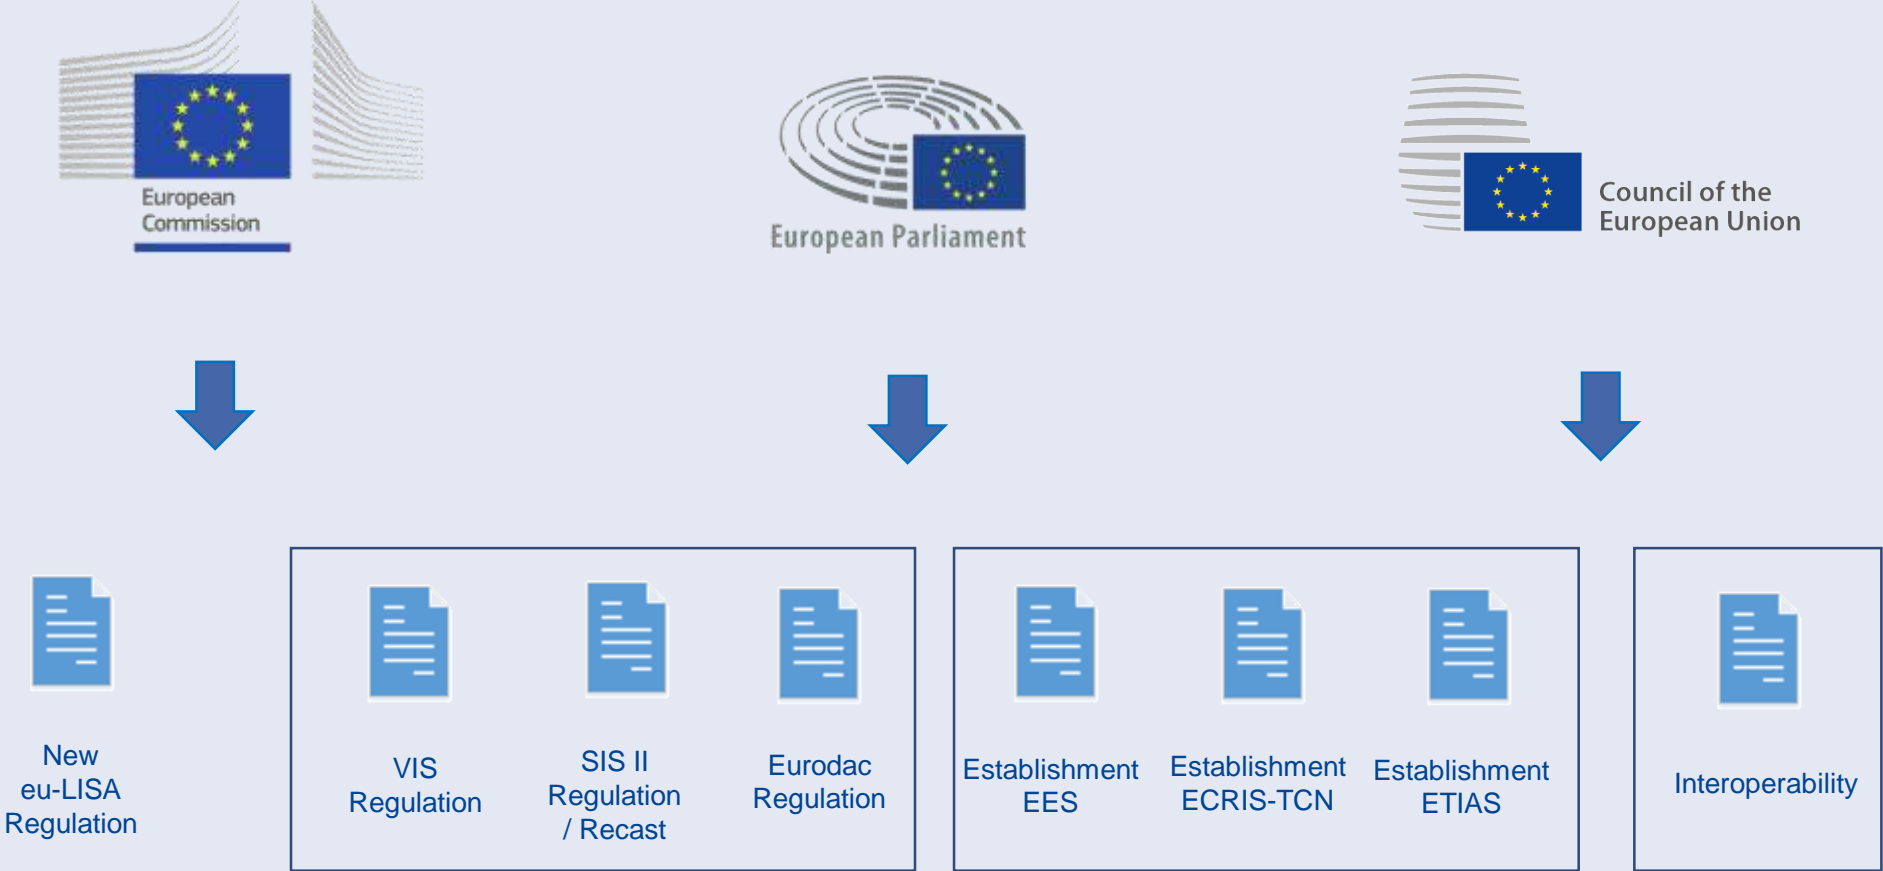 European
Commission
European Parliament
Council of the
European Union
New
eu-LISA
Regulation
VIS
Regulation
SIS II
Regulation
/ Recast
Eurodac
Regulation
Establishment
EES
Establishment
ECRIS-TCN
Establishment
ETIAS
Interoperability